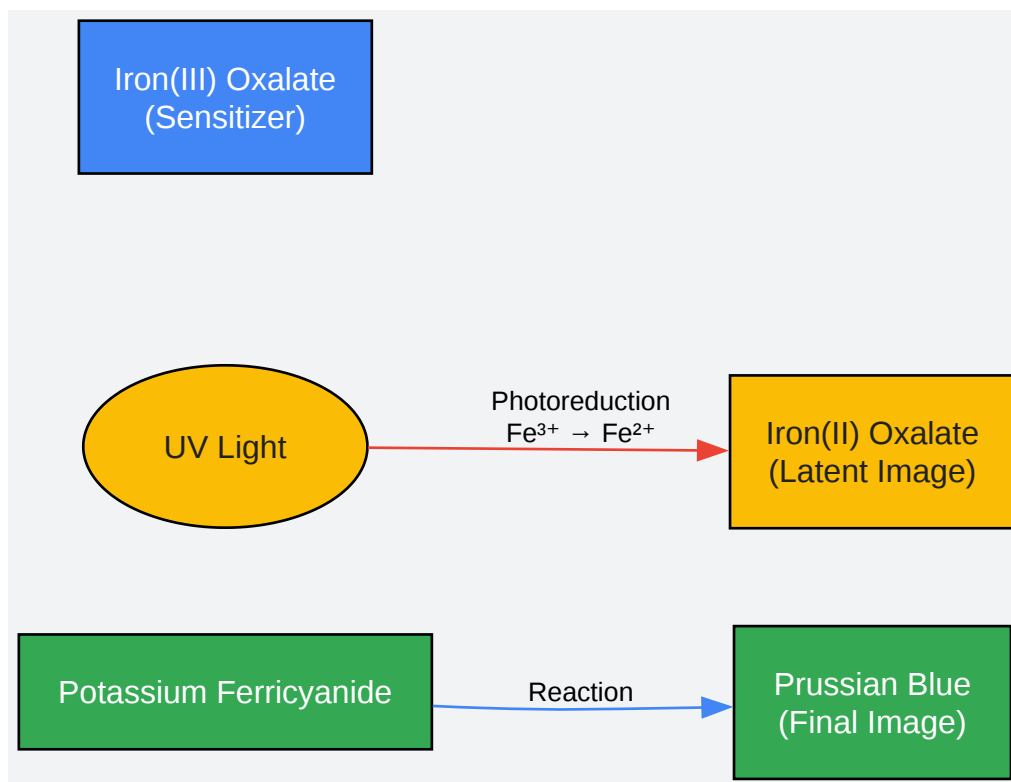 Iron(III) Oxalate
(Sensitizer)
UV Light
Photoreduction
Fe³⁺ → Fe²⁺
Iron(II) Oxalate
(Latent Image)
Potassium Ferricyanide
Reaction
Prussian Blue
(Final Image)